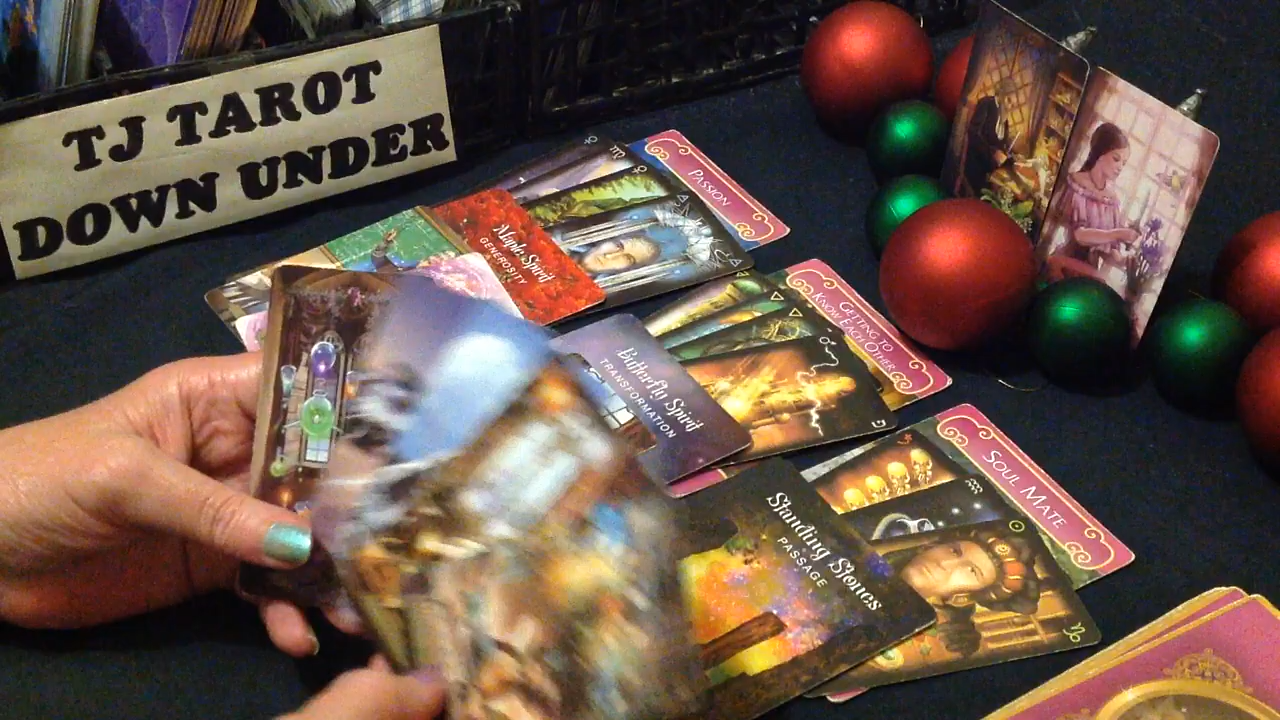 TJ TAROT
DOWN UNDER
PASSION
Maple Spirit
GENEROSITY
GETTING TO
KNOW EACH OTHER
Butterfly Spirit
TRANSFORMATION
SOUL MATE
Standing Stones
PASSAGE